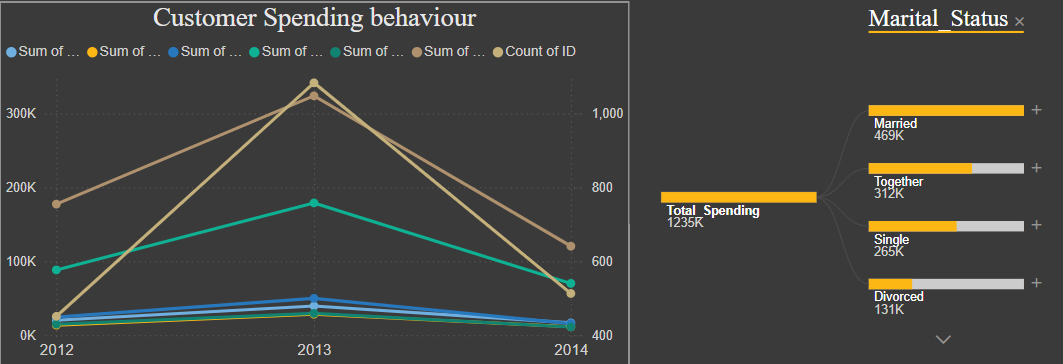 Customer Spending behaviour
Sum of ... Sum of ... Sum of ... Sum of ... Sum of ... Sum of ... Count of ID
300K 1,000
200K 800
100K 600
0K 400
2012 2013 2014
Marital_Status ×
Married
469K
Together
312K
Total_Spending
1235K
Single
265K
Divorced
131K